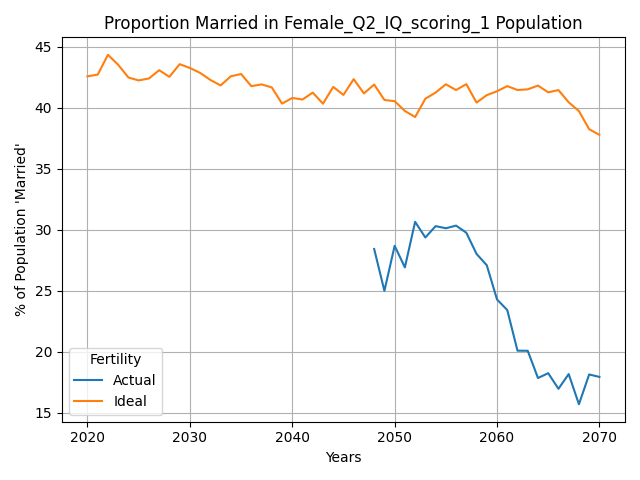 Proportion Married in Female_Q2_IQ_scoring_1 Population
% of Population 'Married'
45
40
35
30
25
20
15
Fertility
Actual
Ideal
2020 2030 2040 2050 2060 2070
Years